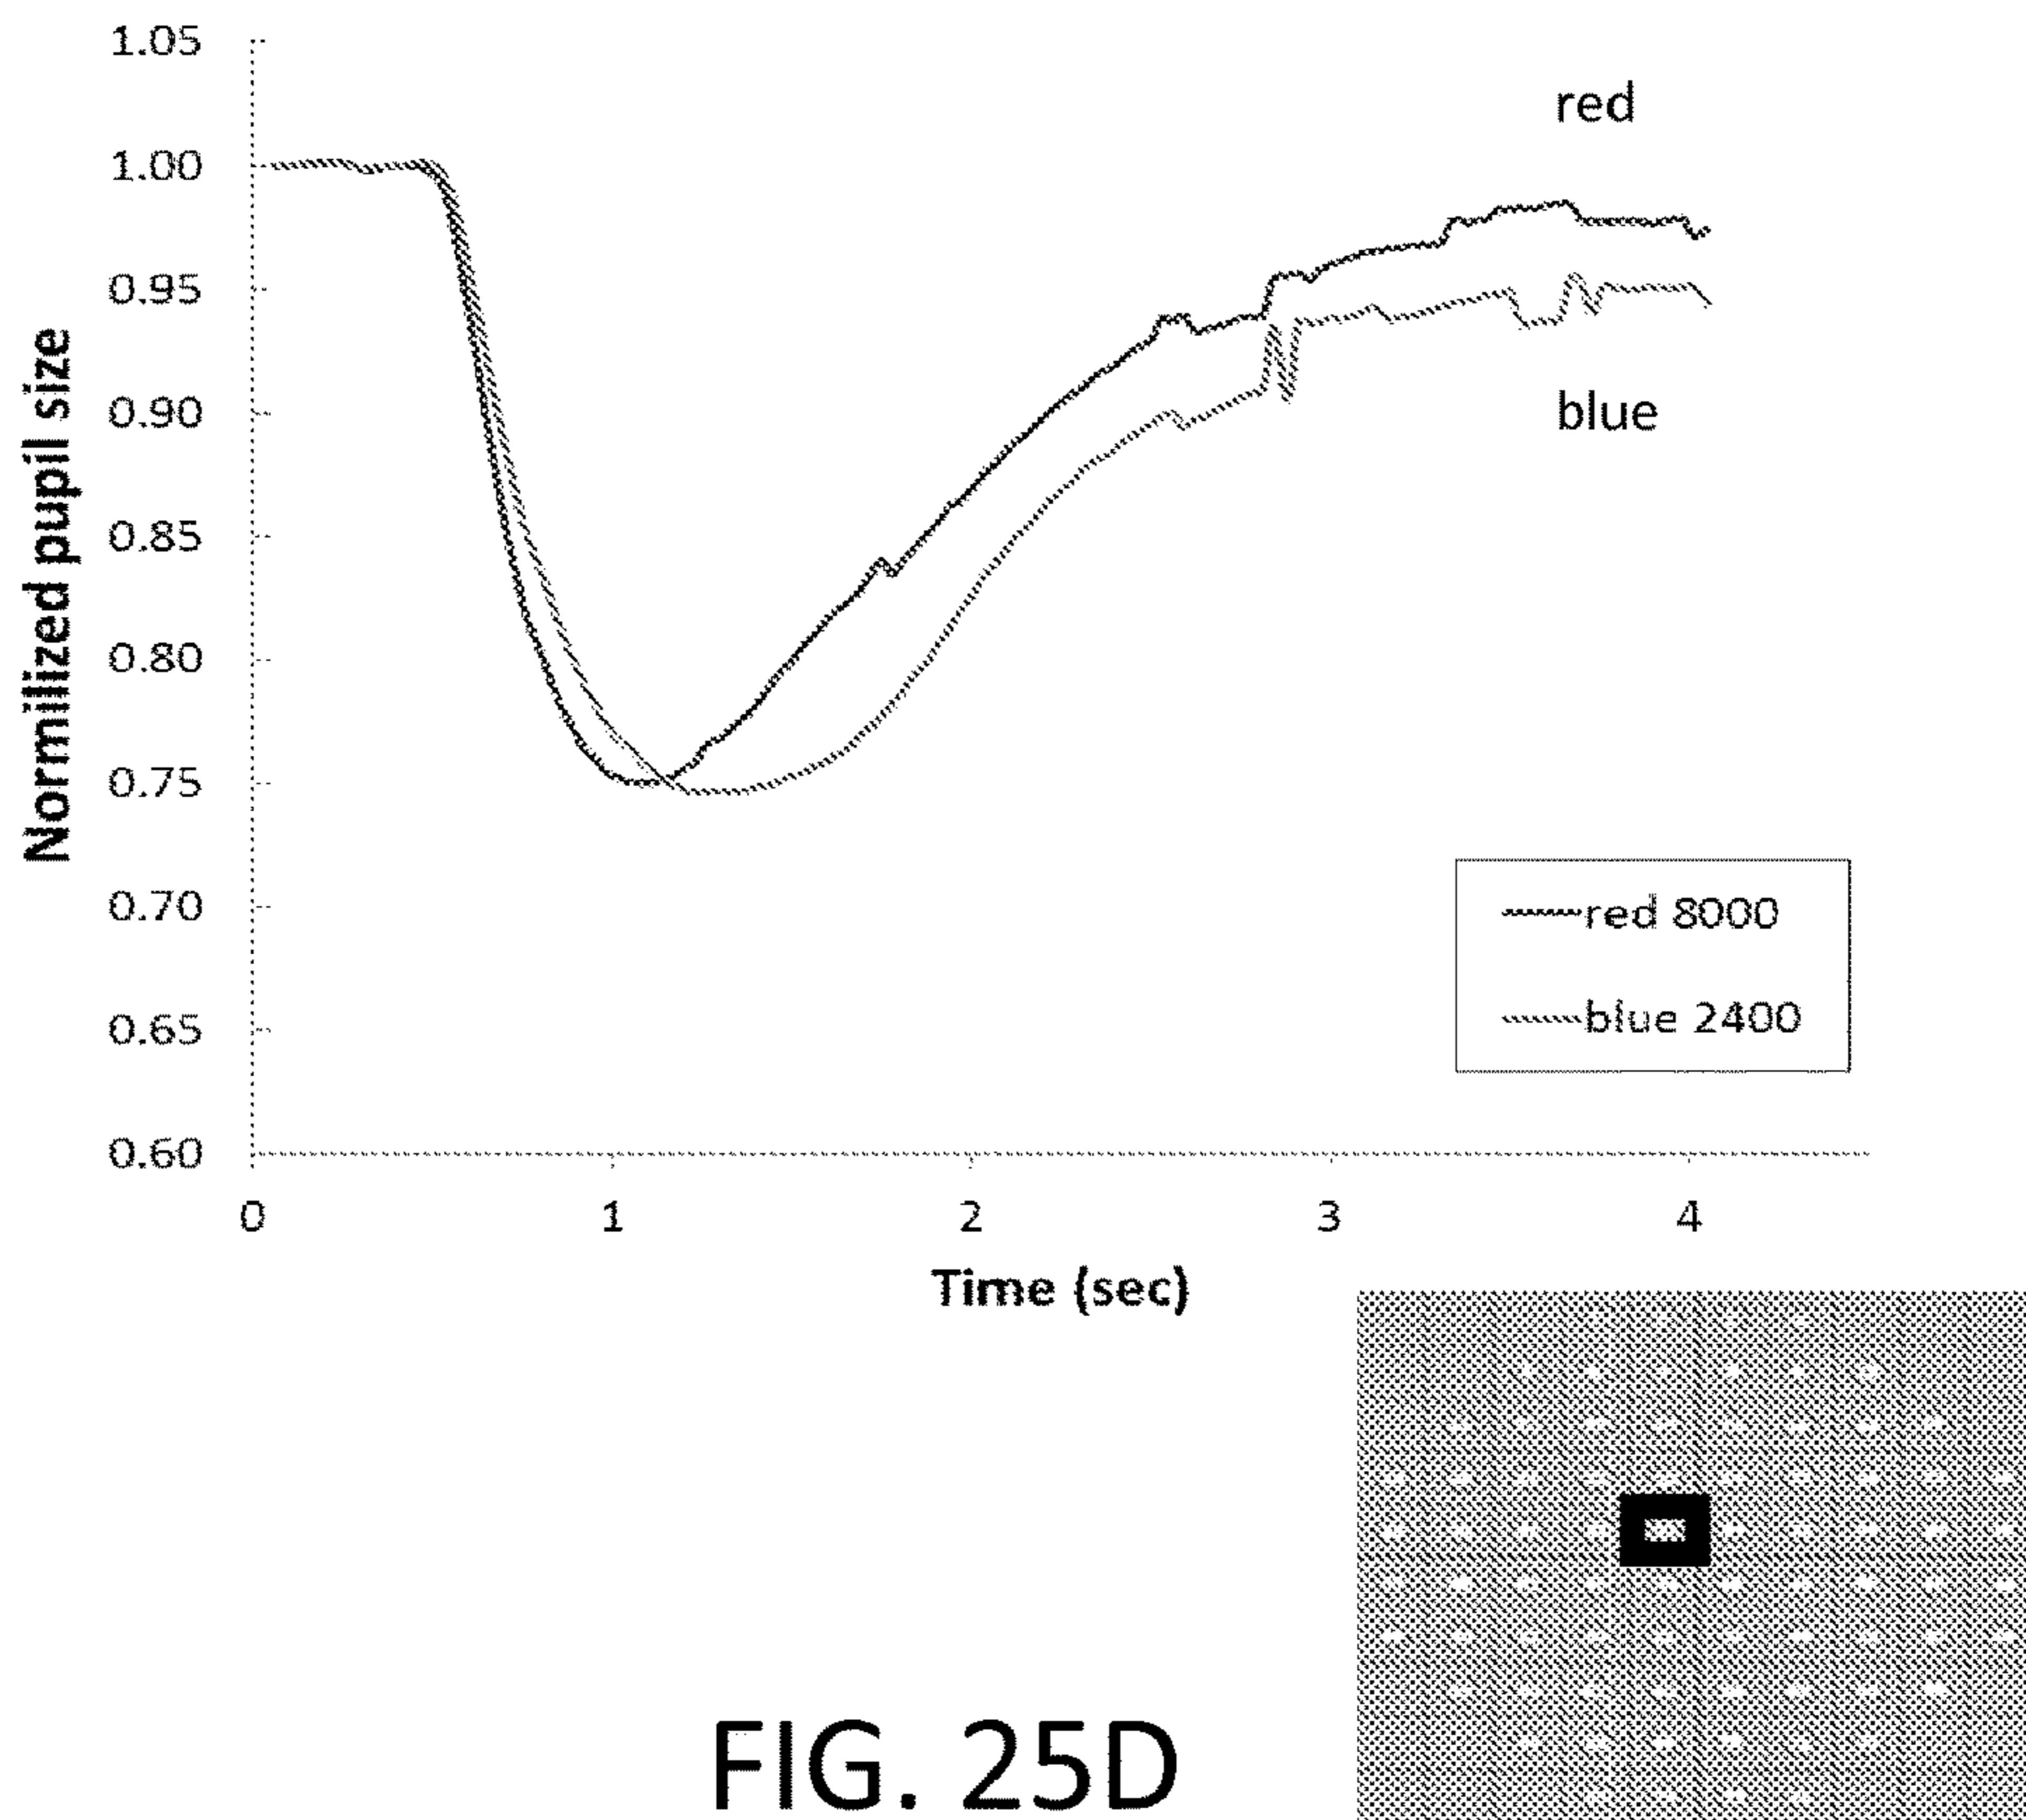 1.05
1.00
0.95
0.90
0.85
0.80
0.75
0.70
0.65
0.60
Normilized pupil size
red
blue
red 8000
blue 2400
0 1 2 3 4
Time (sec)
FIG. 25D